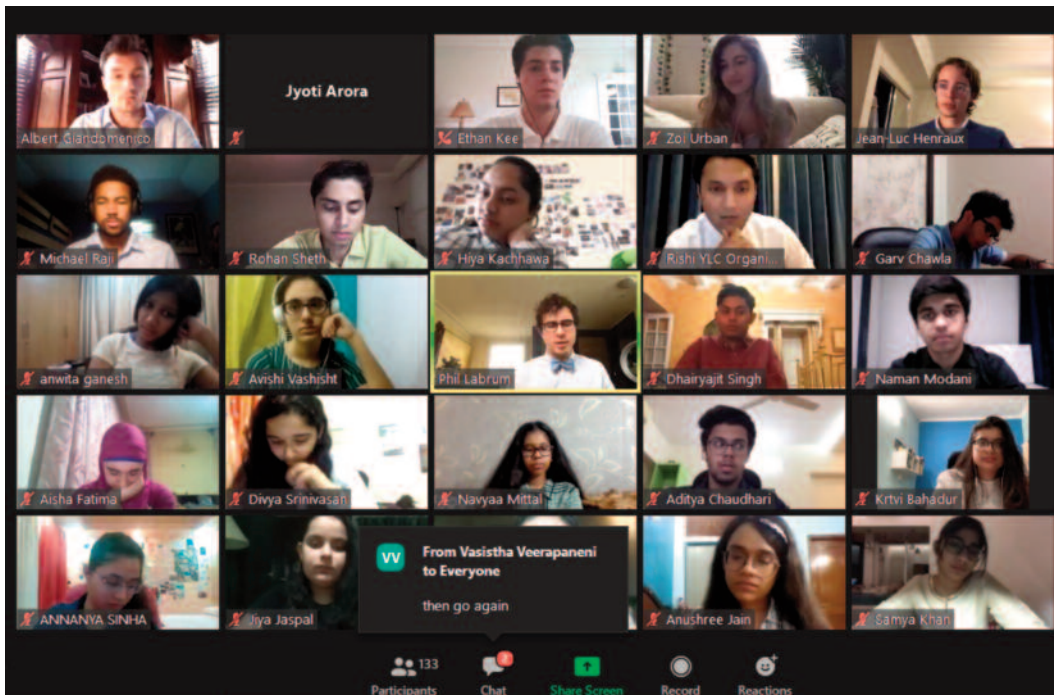 Albert Giandomenico
Jyoti Arora
Ethan Kee
Zoi Urban
Jean-Luc Henraux
Michael Raji
Rohan Sheth
Hiya Kachhawa
Rishi YLC Organi...
Garv Chawla
anwita ganesh
Avishi Vashisht
Phil Labrum
Dhairyajit Singh
Naman Modani
Aisha Fatima
Divya Srinivasan
Navyaa Mittal
Aditya Chaudhari
Krtvi Bahadur
ANNANYA SINHA
Jiya Jaspal
VV
From Vasistha Veerapaneni
to Everyone
then go again
Anushree Jain
Samya Khan
133
Participants
2
Chat
Share Screen
Record
Reactions